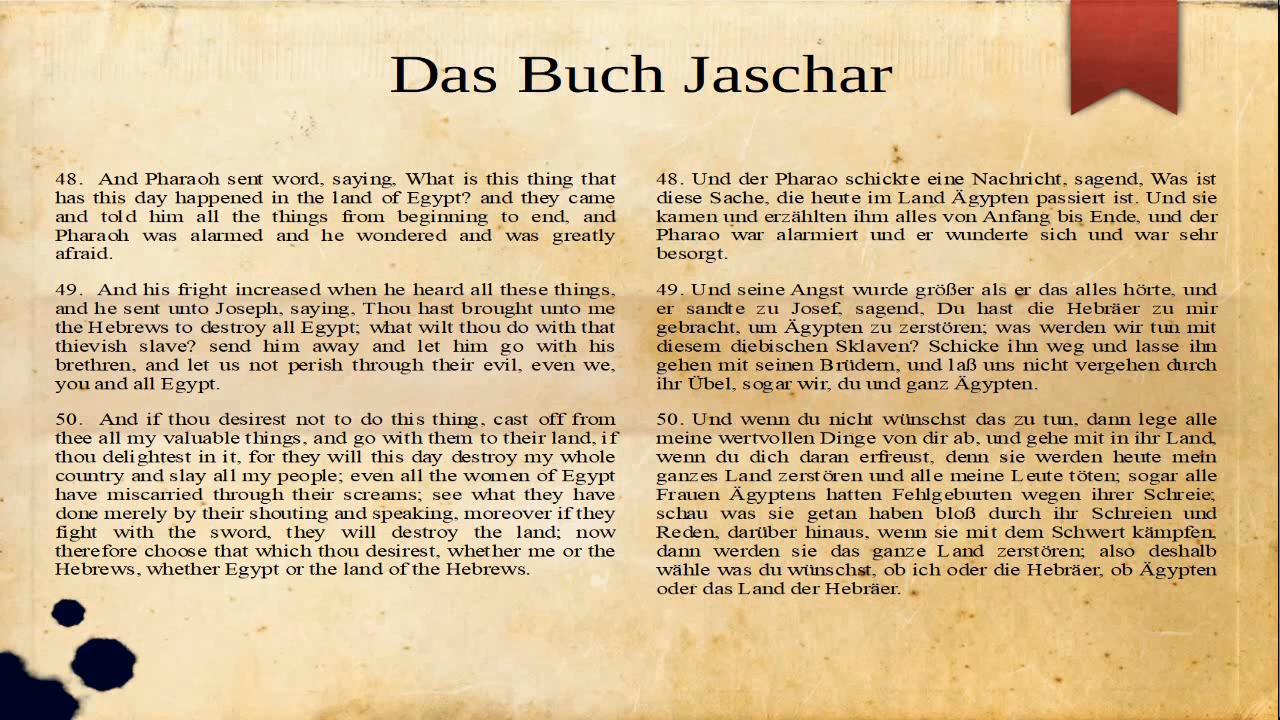 Das Buch Jaschar
48. And Pharaoh sent word, saying, What is this thing that
has this day happened in the land of Egypt? and they came
and told him all the things from beginning to end, and
Pharaoh was alarmed and he wondered and was greatly
afraid.
49. And his fright increased when he heard all these things,
and he sent unto Joseph, saying, Thou hast brought unto me
the Hebrews to destroy all Egypt; what wilt thou do with that
thievish slave? send him away and let him go with his
brethren, and let us not perish through their evil, even we,
you and all Egypt.
50. And if thou desirest not to do this thing, cast off from
thee all my valuable things, and go with them to their land, if
thou delightest in it, for they will this day destroy my whole
country and slay all my people; even all the women of Egypt
have miscarried through their screams; see what they have
done merely by their shouting and speaking, moreover if they
fight with the sword, they will destroy the land; now
therefore choose that which thou desirest, whether me or the
Hebrews, whether Egypt or the land of the Hebrews.
48. Und der Pharao schickte eine Nachricht, sagend, Was ist
diese Sache, die heute im Land Ägypten passiert ist. Und sie
kamen und erzählten ihm alles von Anfang bis Ende, und der
Pharao war alarmiert und er wunderte sich und war sehr
besorgt.
49. Und seine Angst wurde größer als er das alles hörte, und
er sandte zu Josef, sagend, Du hast die Hebräer zu mir
gebracht, um Ägypten zu zerstören; was werden wir tun mit
diesem diebischen Sklaven? Schicke ihn weg und lasse ihn
gehen mit seinen Brüdern, und laß uns nicht vergehen durch
ihr Übel, sogar wir, du und ganz Ägypten.
50. Und wenn du nicht wünschst das zu tun, dann lege alle
meine wertvollen Dinge von dir ab, und gehe mit in ihr Land,
wenn du dich daran erfreust, denn sie werden heute mein
ganzes Land zerstören und alle meine Leute töten; sogar alle
Frauen Ägyptens hatten Fehlgeburten wegen ihrer Schreie;
schau was sie getan haben bloß durch ihr Schreien und
Reden, darüber hinaus, wenn sie mit dem Schwert kämpfen,
dann werden sie das ganze Land zerstören; also deshalb
wähle was du wünschst, ob ich oder die Hebräer, ob Ägypten
oder das Land der Hebräer.